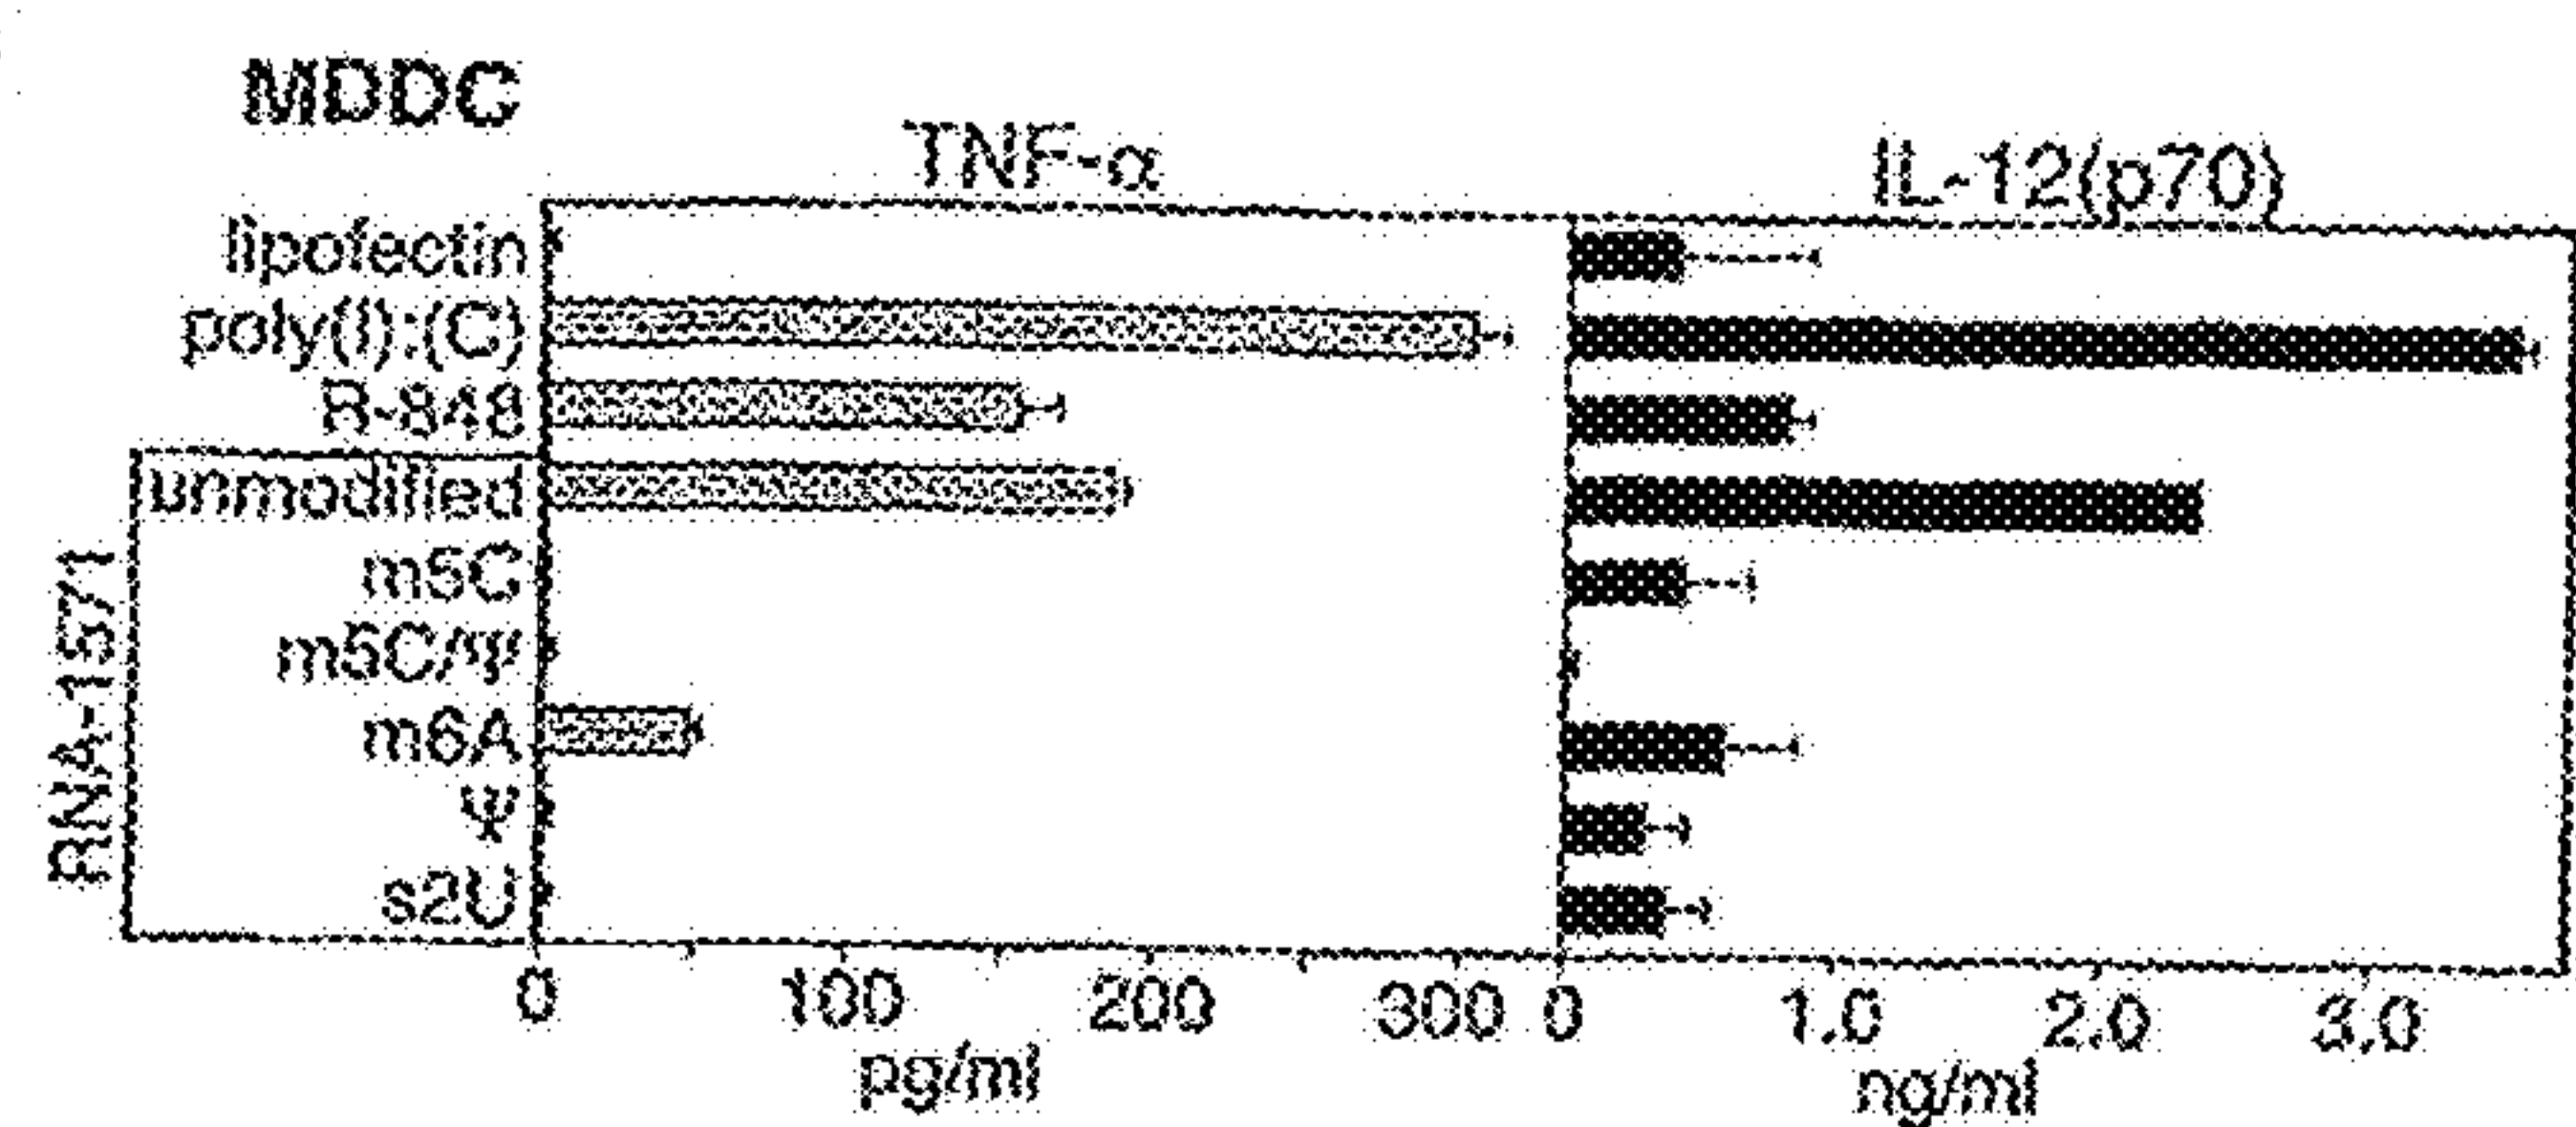 MDDC
TNF-α
IL-12(p70)
lipofectin
poly(I):(C)
R-848
unmodified
m5C
m5C/Ψ
m6A
Ψ
s2U
RNA-1571
0 100 200 300
pg/ml
0 1.0 2.0 3.0
ng/ml